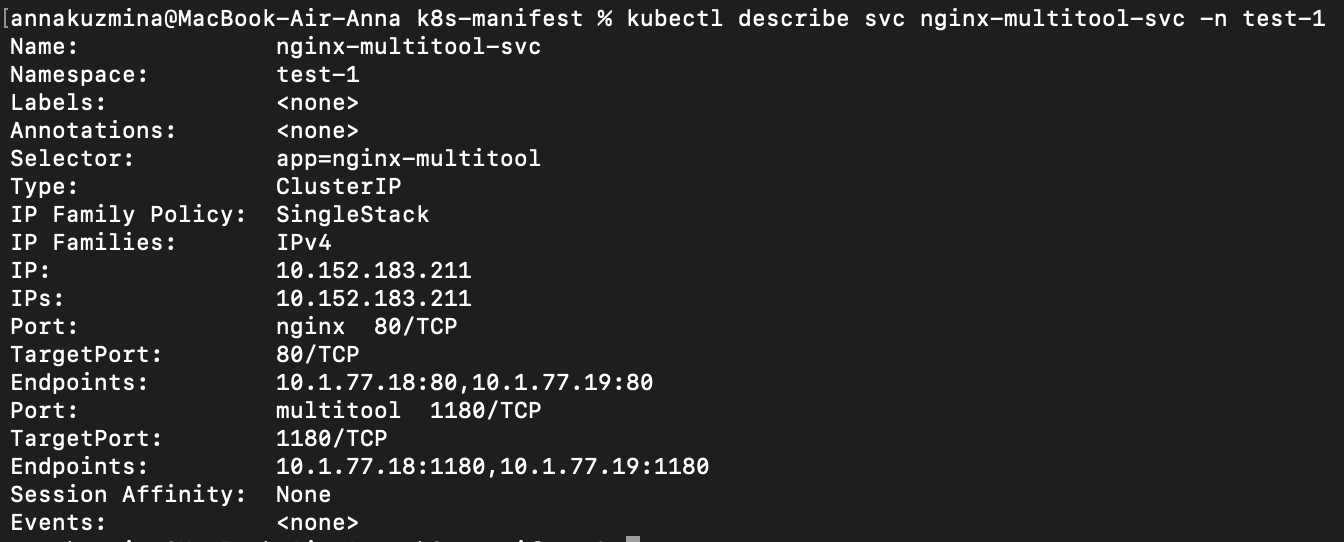 [annakuzmina@MacBook-Air-Anna k8s-manifest % kubectl describe svc nginx-multitool-svc -n test-1
Name: nginx-multitool-svc
Namespace: test-1
Labels: <none>
Annotations: <none>
Selector: app=nginx-multitool
Type: ClusterIP
IP Family Policy: SingleStack
IP Families: IPv4
IP: 10.152.183.211
IPs: 10.152.183.211
Port: nginx 80/TCP
TargetPort: 80/TCP
Endpoints: 10.1.77.18:80,10.1.77.19:80
Port: multitool 1180/TCP
TargetPort: 1180/TCP
Endpoints: 10.1.77.18:1180,10.1.77.19:1180
Session Affinity: None
Events: <none>